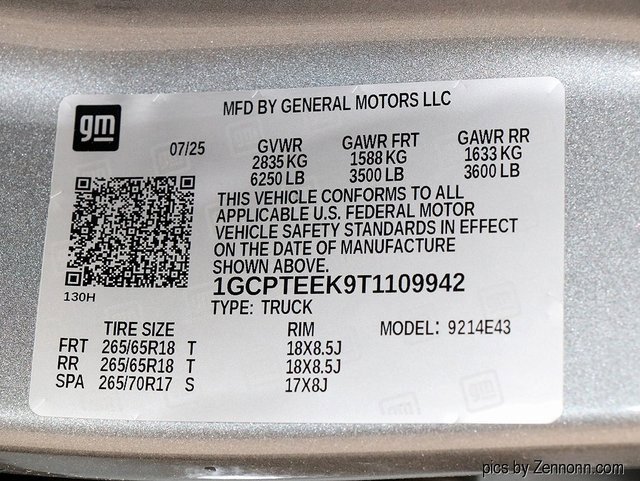 gm
MFD BY GENERAL MOTORS LLC
07/25 GVWR GAWR FRT GAWR RR
2835 KG 1588 KG 1633 KG
6250 LB 3500 LB 3600 LB
THIS VEHICLE CONFORMS TO ALL
APPLICABLE U.S. FEDERAL MOTOR
VEHICLE SAFETY STANDARDS IN EFFECT
ON THE DATE OF MANUFACTURE
SHOWN ABOVE.
130H
1GCPTEEK9T1109942
TYPE: TRUCK
TIRE SIZE RIM MODEL: 9214E43
FRT 265/65R18 T 18X8.5J
RR 265/65R18 T 18X8.5J
SPA 265/70R17 S 17X8J
pics by Zennonn.com